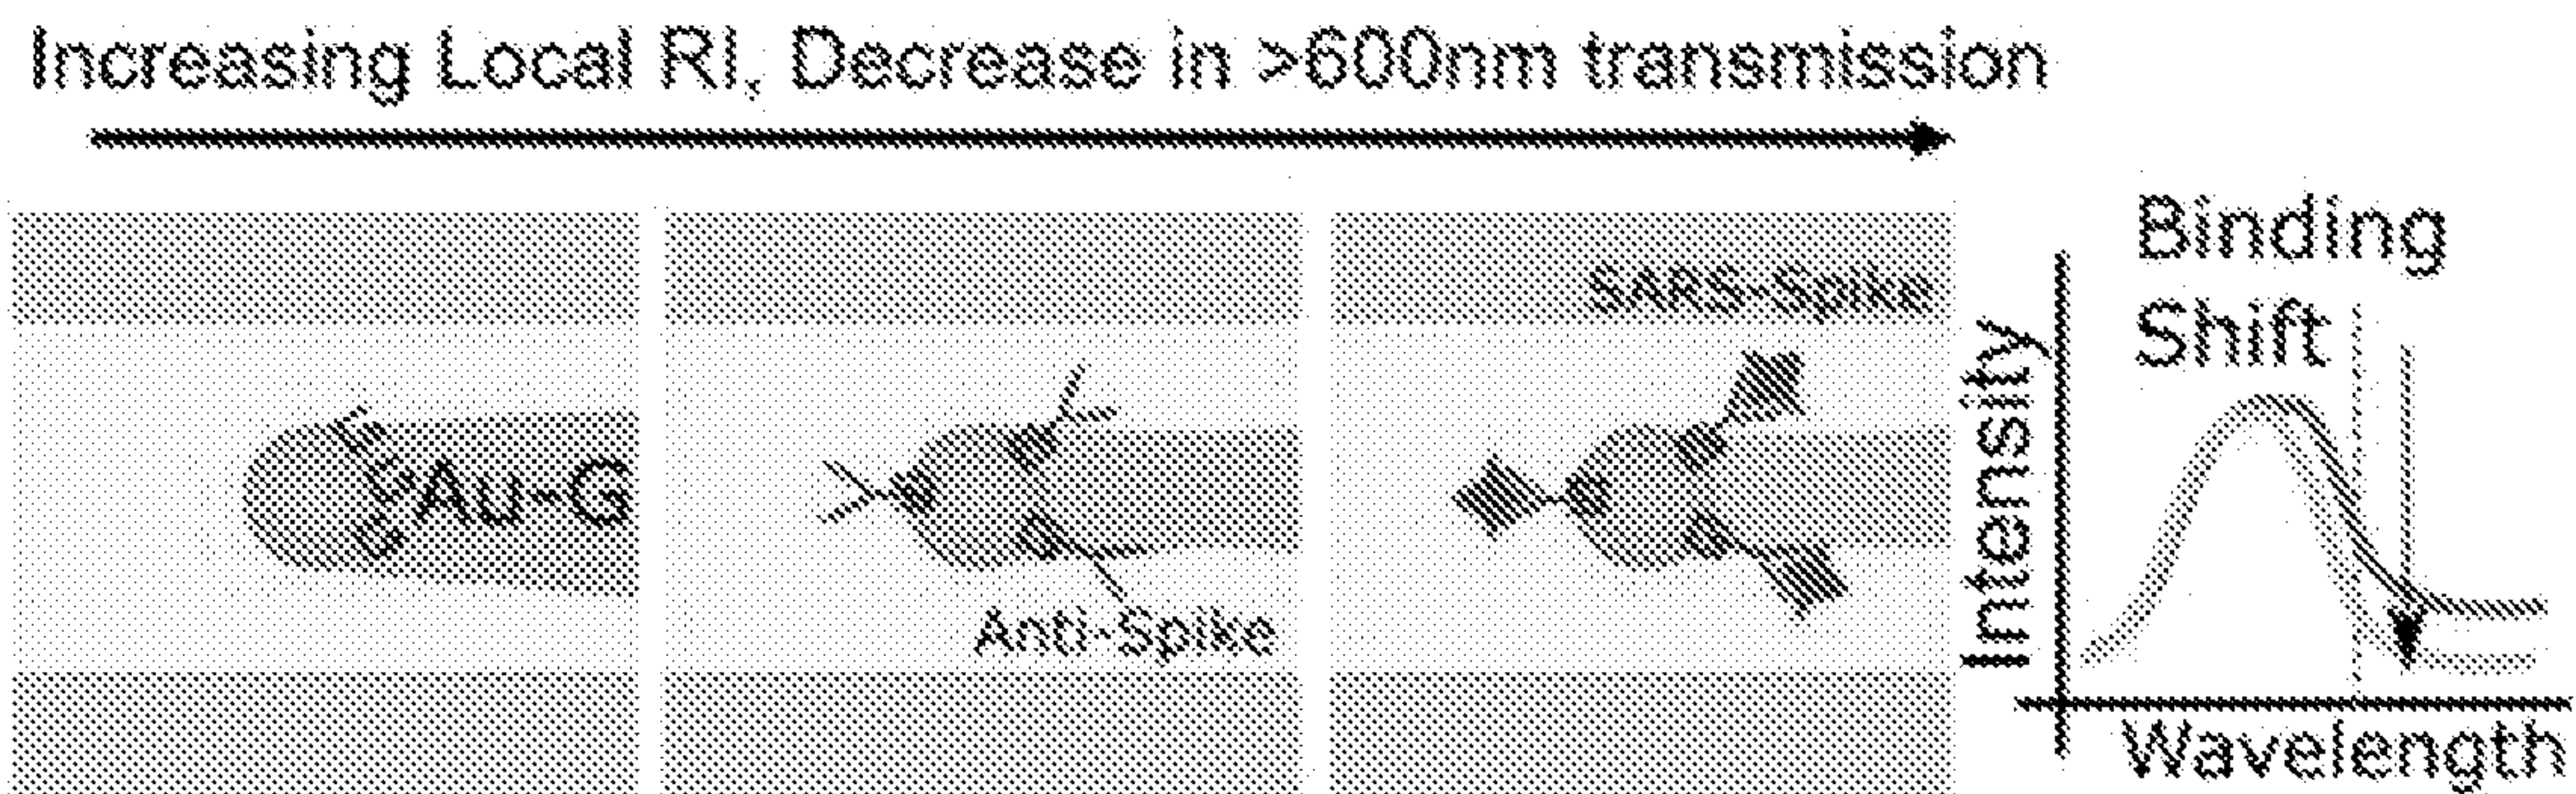 Increasing Local RI, Decrease in >600nm transmission
Au-G
Anti-Spike
SARS-Spike
Binding
Shift
Intensity
Wavelength